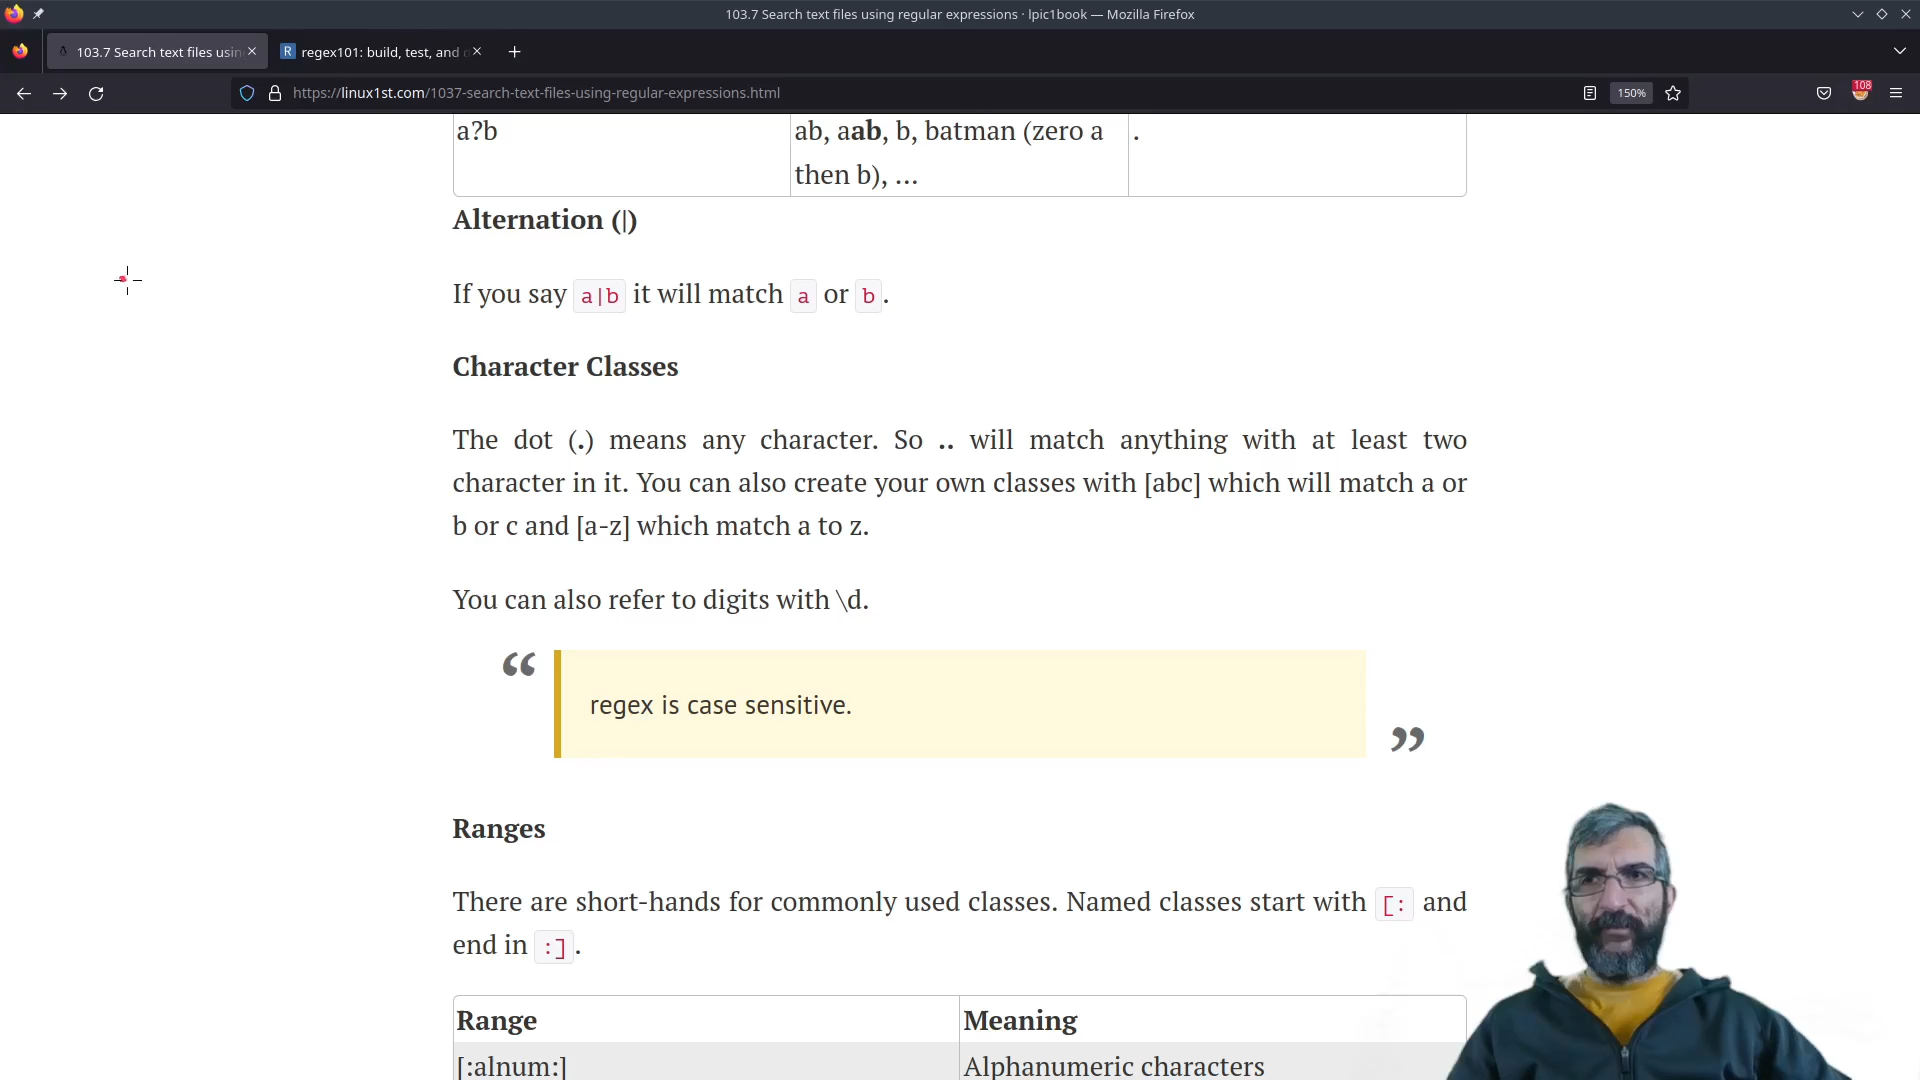 103.7 Search text files using regular expressions · lpic1book — Mozilla Firefox
103.7 Search text files usin
regex101: build, test, and
https://linux1st.com/1037-search-text-files-using-regular-expressions.html
150%
108
a?b
ab, aab, b, batman (zero a
then b), ...
.
Alternation (|)
If you say a|b it will match a or b.
Character Classes
The dot (.) means any character. So .. will match anything with at least two
character in it. You can also create your own classes with [abc] which will match a or
b or c and [a-z] which match a to z.
You can also refer to digits with \d.
“
regex is case sensitive.
”
Ranges
There are short-hands for commonly used classes. Named classes start with [: and
end in :].
Range
Meaning
[:alnum:]
Alphanumeric characters